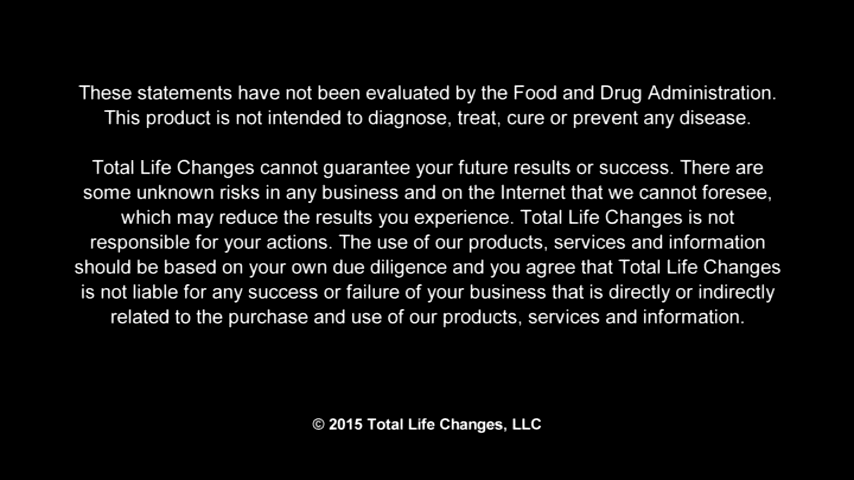 These statements have not been evaluated by the Food and Drug Administration.
This product is not intended to diagnose, treat, cure or prevent any disease.
Total Life Changes cannot guarantee your future results or success. There are
some unknown risks in any business and on the Internet that we cannot foresee,
which may reduce the results you experience. Total Life Changes is not
responsible for your actions. The use of our products, services and information
should be based on your own due diligence and you agree that Total Life Changes
is not liable for any success or failure of your business that is directly or indirectly
related to the purchase and use of our products, services and information.
© 2015 Total Life Changes, LLC